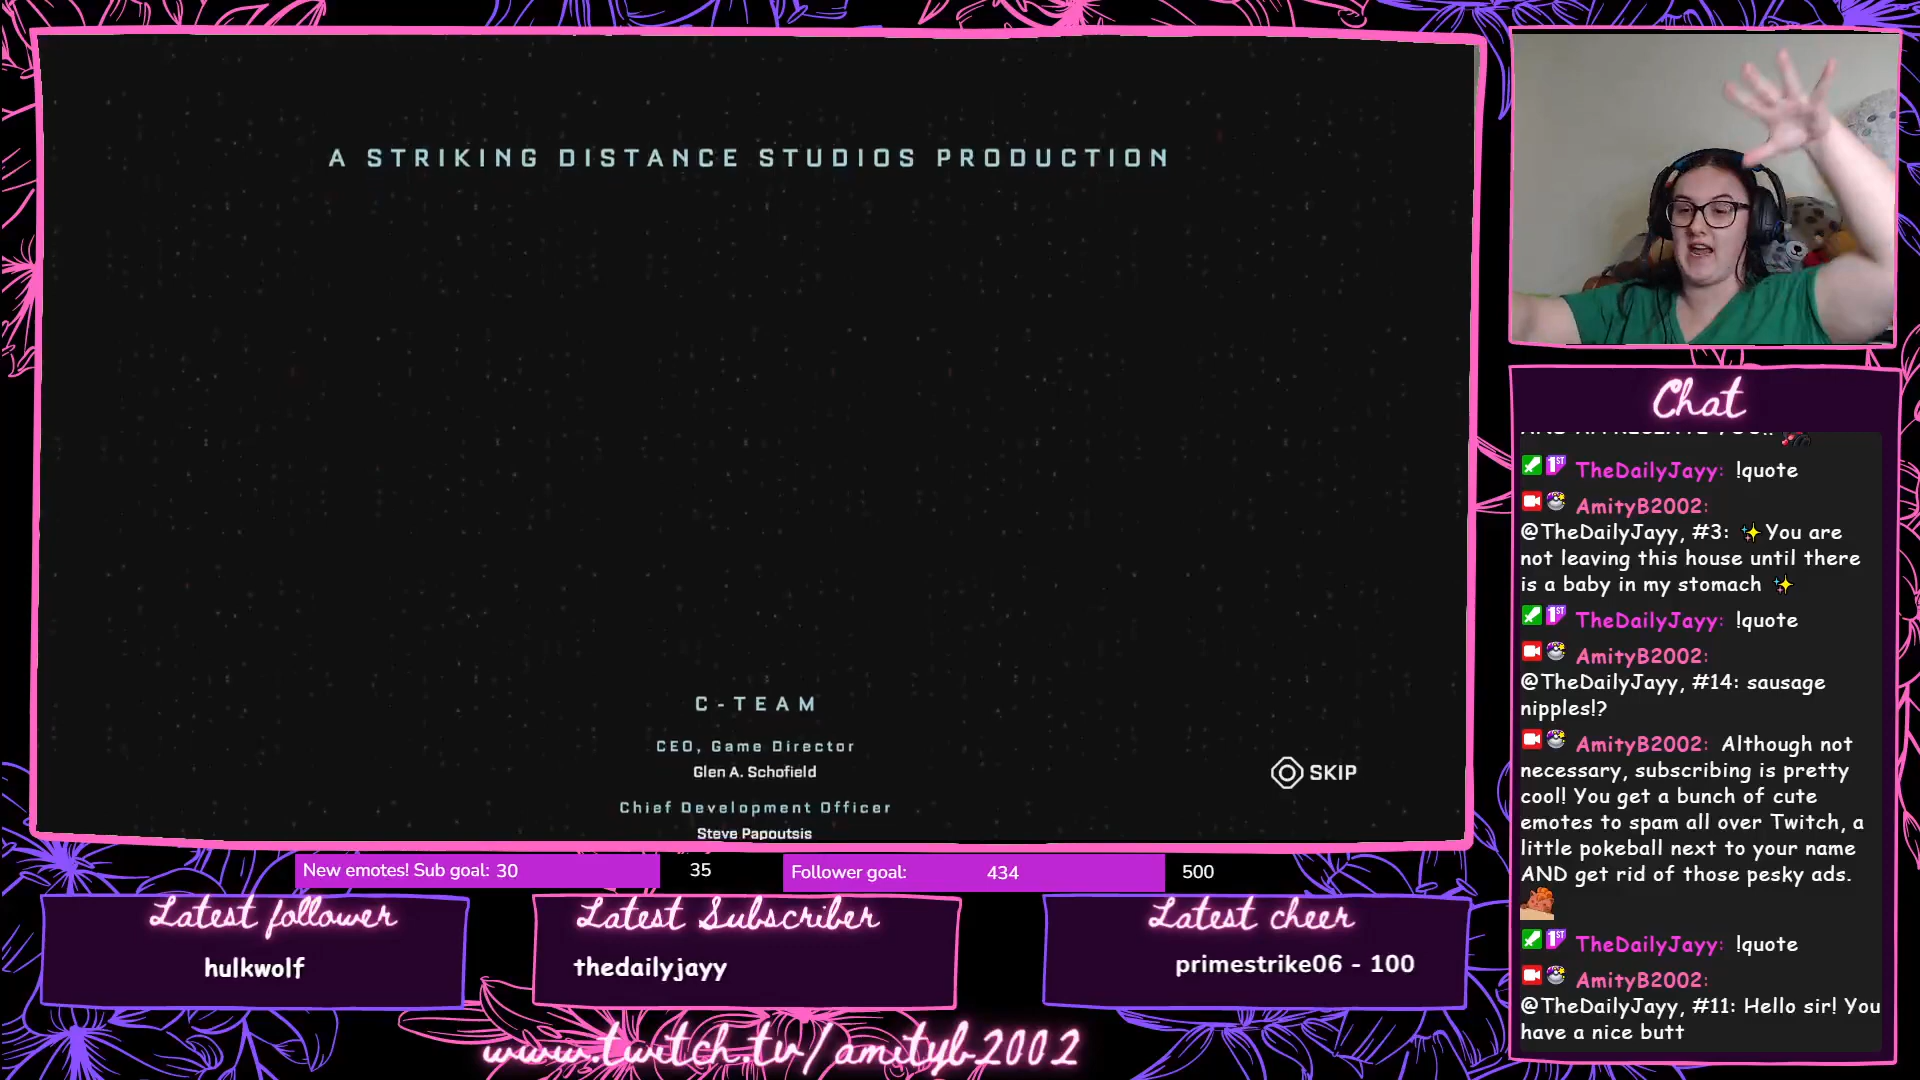 A STRIKING DISTANCE STUDIOS PRODUCTION
C-TEAM
CEO, Game Director
Glen A. Schofield
Chief Development Officer
Steve Papoutsis
SKIP
New emotes! Sub goal: 30
35
Follower goal:
434
500
Latest follower
hulkwolf
Latest Subscriber
thedailyjayy
Latest cheer
primestrike06 - 100
www.twitch.tv/amityb2002
Chat
TheDailyJayy: !quote
AmityB2002:
@TheDailyJayy, #3: ✨You are
not leaving this house until there
is a baby in my stomach ✨
TheDailyJayy: !quote
AmityB2002:
@TheDailyJayy, #14: sausage
nipples!?
AmityB2002: Although not
necessary, subscribing is pretty
cool! You get a bunch of cute
emotes to spam all over Twitch, a
little pokeball next to your name
AND get rid of those pesky ads.
TheDailyJayy: !quote
AmityB2002:
@TheDailyJayy, #11: Hello sir! You
have a nice butt